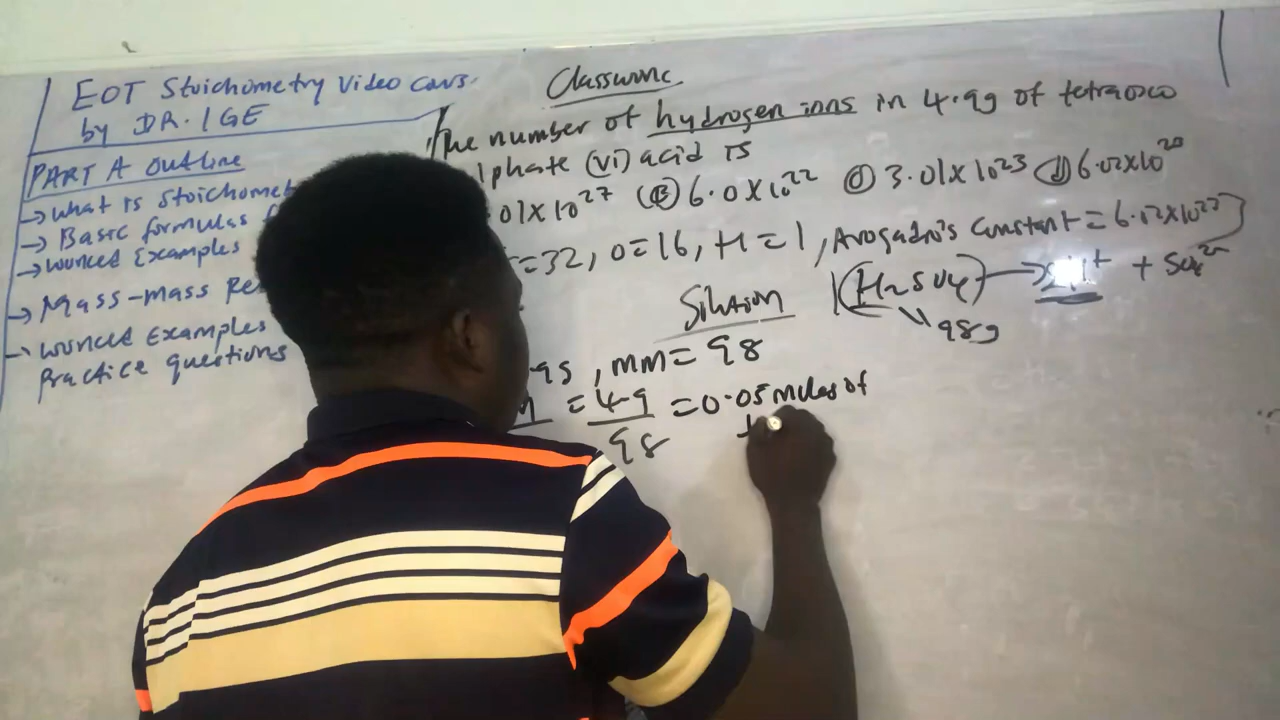 EOT Stoichometry Video cars.
by DR. IGE
PART A Outline
→ What is Stoichomet
→ Basic formulas f
→ worked Examples
→ Mass-mass Re
→ worked Examples
practice questions
Classwork
The number of hydrogen ions in 4.9g of tetraoxo
lphate (vi) acid is
01x10²⁷ (B) 6.0x10²² (C) 3.01x10²³ (D) 6.02x10²⁰
=32, O=16, H=1, Avogadro's Constant = 6.02x10²³
H₂SO₄ → 2H⁺ + SO₄²⁻
98g
Solution
, mm = 98
= 4.9 = 0.05 moles of
98